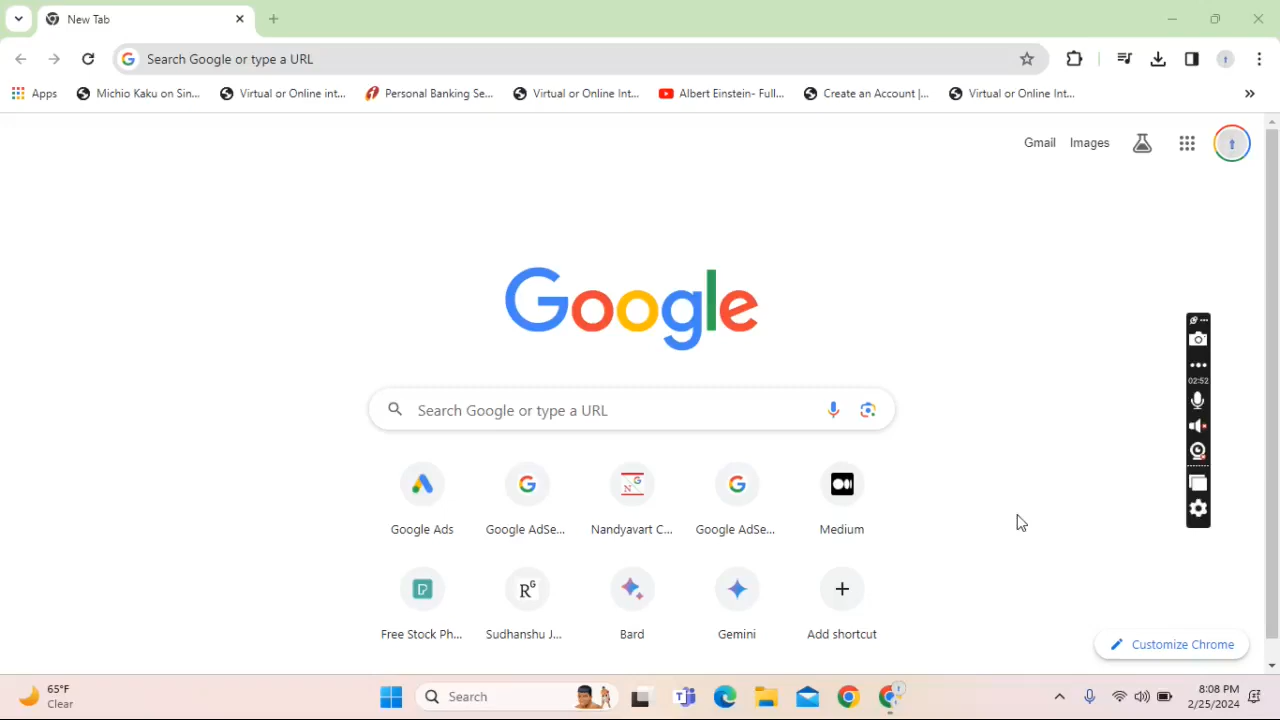 New Tab
Search Google or type a URL
Apps
Michio Kaku on Sin...
Virtual or Online int...
Personal Banking Se...
Virtual or Online Int...
Albert Einstein- Full...
Create an Account |...
Virtual or Online Int...
Gmail
Images
Google
Search Google or type a URL
02:52
Google Ads
Google AdSe...
Nandyavart C...
Google AdSe...
Medium
Free Stock Ph...
Sudhanshu J...
Bard
Gemini
Add shortcut
Customize Chrome
65°F
Clear
Search
8:08 PM
2/25/2024